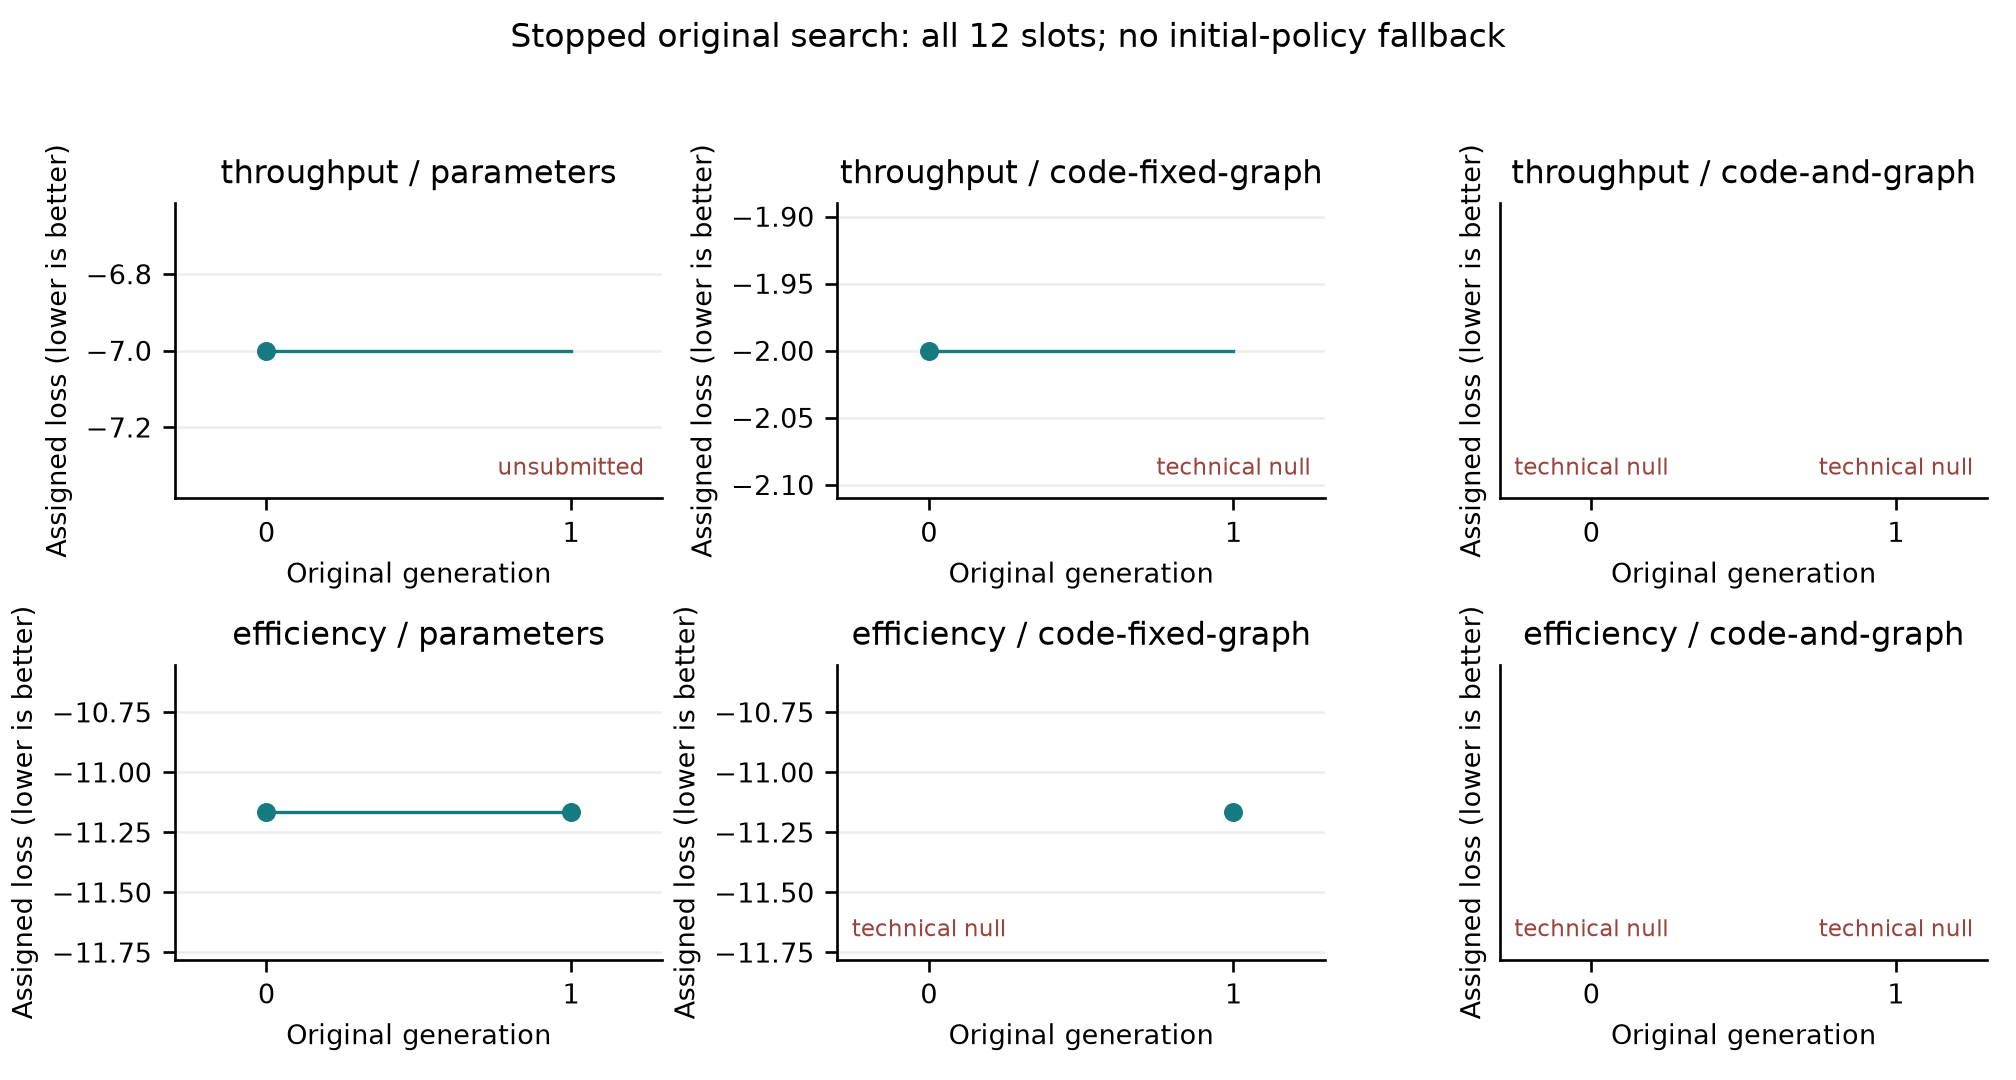 Stopped original search: all 12 slots; no initial-policy fallback
throughput / parameters
Assigned loss (lower is better)
−6.8
−7.0
−7.2
unsubmitted
0
1
Original generation
throughput / code-fixed-graph
Assigned loss (lower is better)
−1.90
−1.95
−2.00
−2.05
−2.10
technical null
0
1
Original generation
throughput / code-and-graph
Assigned loss (lower is better)
technical null
technical null
0
1
Original generation
efficiency / parameters
Assigned loss (lower is better)
−10.75
−11.00
−11.25
−11.50
−11.75
0
1
Original generation
efficiency / code-fixed-graph
Assigned loss (lower is better)
−10.75
−11.00
−11.25
−11.50
−11.75
technical null
0
1
Original generation
efficiency / code-and-graph
Assigned loss (lower is better)
technical null
technical null
0
1
Original generation